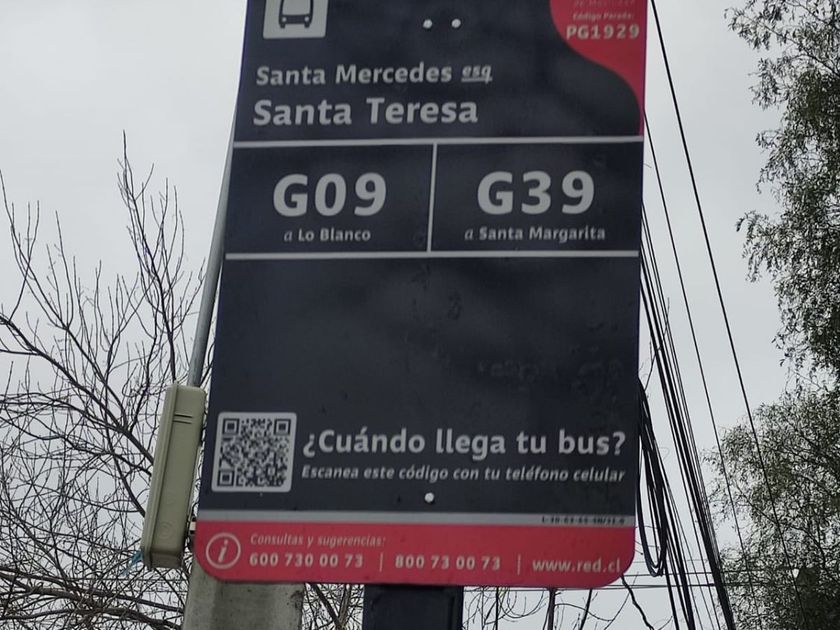 Código Parada:
PG1929
Santa Mercedes esq
Santa Teresa
G09
a Lo Blanco
G39
a Santa Margarita
¿Cuándo llega tu bus?
Escanea este código con tu teléfono celular
Consultas y sugerencias:
600 730 00 73 | 800 73 00 73 | www.red.cl